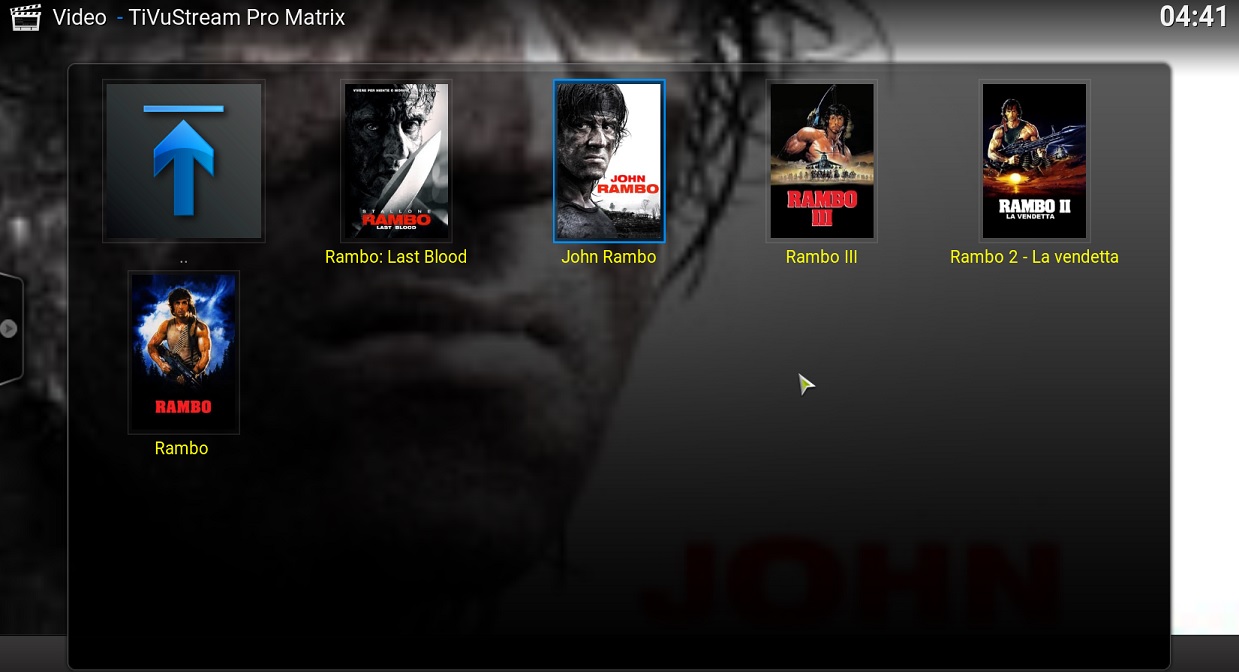 Video - TiVuStream Pro Matrix
04:41
STALLONE
RAMBO
LAST BLOOD
JOHN
RAMBO
RAMBO
III
RAMBO II
LA VENDETTA
..
Rambo: Last Blood
John Rambo
Rambo III
Rambo 2 - La vendetta
RAMBO
Rambo
JOHN